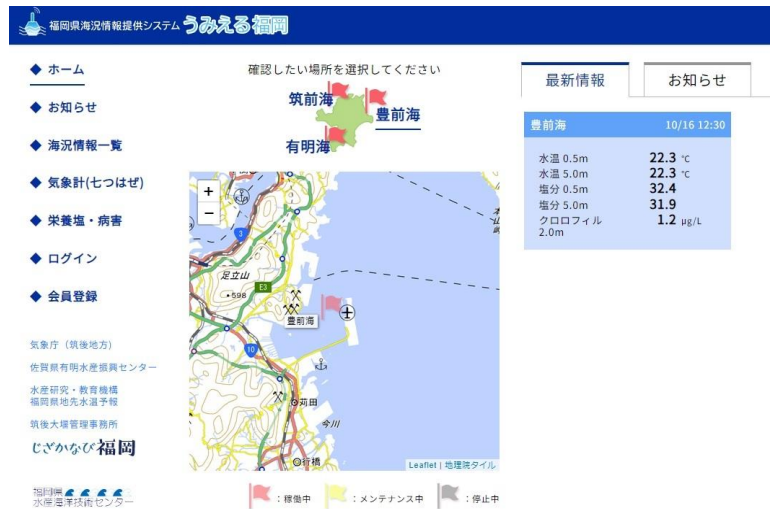 福岡県海況情報提供システム うみえる福岡
◆ ホーム
◆ お知らせ
◆ 海況情報一覧
◆ 気象計(七つはぜ)
◆ 栄養塩・病害
◆ ログイン
◆ 会員登録
気象庁（筑後地方）
佐賀県有明水産振興センター
水産研究・教育機構
福岡県地先水温予報
筑後大堰管理事務所
じざかなび福岡
福岡県
水産海洋技術センター
確認したい場所を選択してください
筑前海
豊前海
有明海
+
−
3
足立山
598
E3
豊前海
10
苅田
今川
行橋
本山岬
Leaflet | 地理院タイル
：稼働中
：メンテナンス中
：停止中
最新情報
お知らせ
豊前海 10/16 12:30
水温 0.5m 22.3 ℃
水温 5.0m 22.3 ℃
塩分 0.5m 32.4
塩分 5.0m 31.9
クロロフィル 1.2 μg/L
2.0m